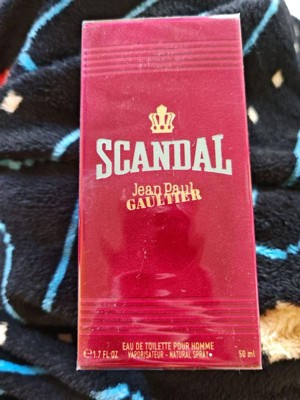 SCANDAL
Jean Paul
GAULTIER
EAU DE TOILETTE POUR HOMME
℮ 1.7 FL.OZ VAPORISATEUR - NATURAL SPRAY 50 ml